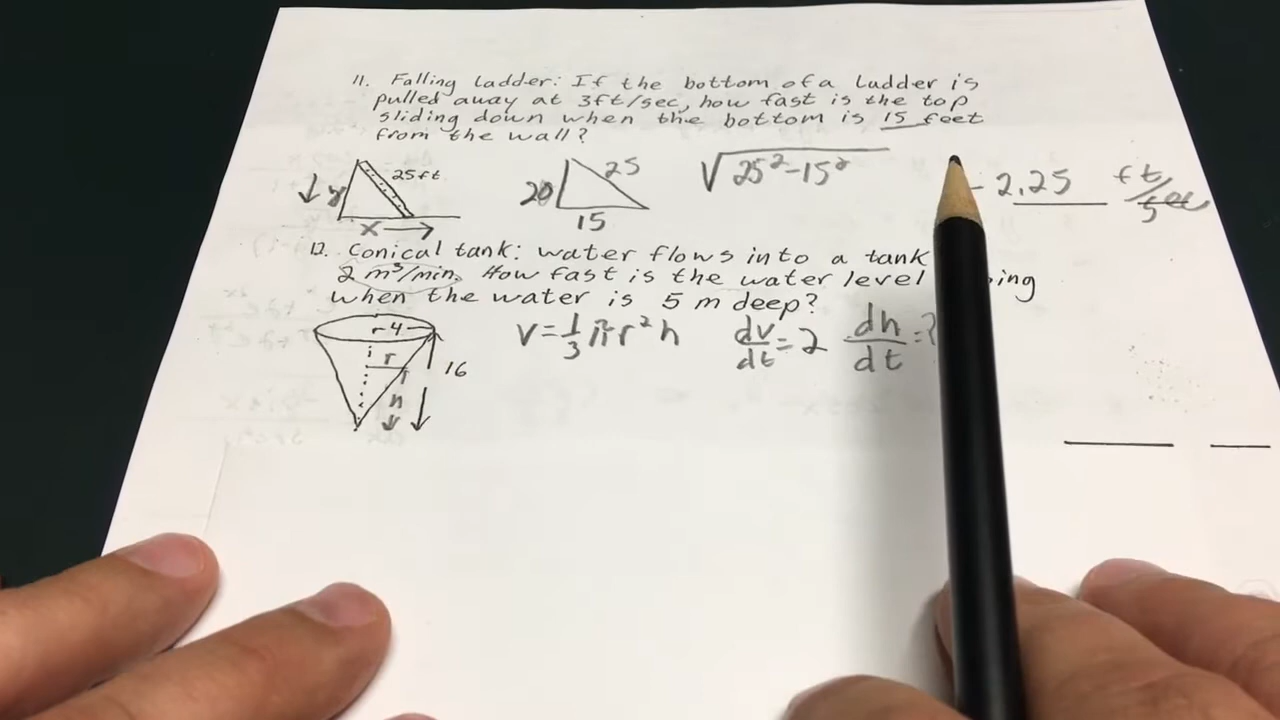 11. Falling ladder: If the bottom of a ladder is
pulled away at 3ft/sec, how fast is the top
sliding down when the bottom is 15 feet
from the wall?
25ft
y
x
20
25
15
√25²-15²
- 2.25 ft/sec
12. Conical tank: water flows into a tank
2 m³/min. How fast is the water level
when the water is 5 m deep?
r 4
r
h
16
V=1/3πr²h
dv/dt=2
dh/dt=?